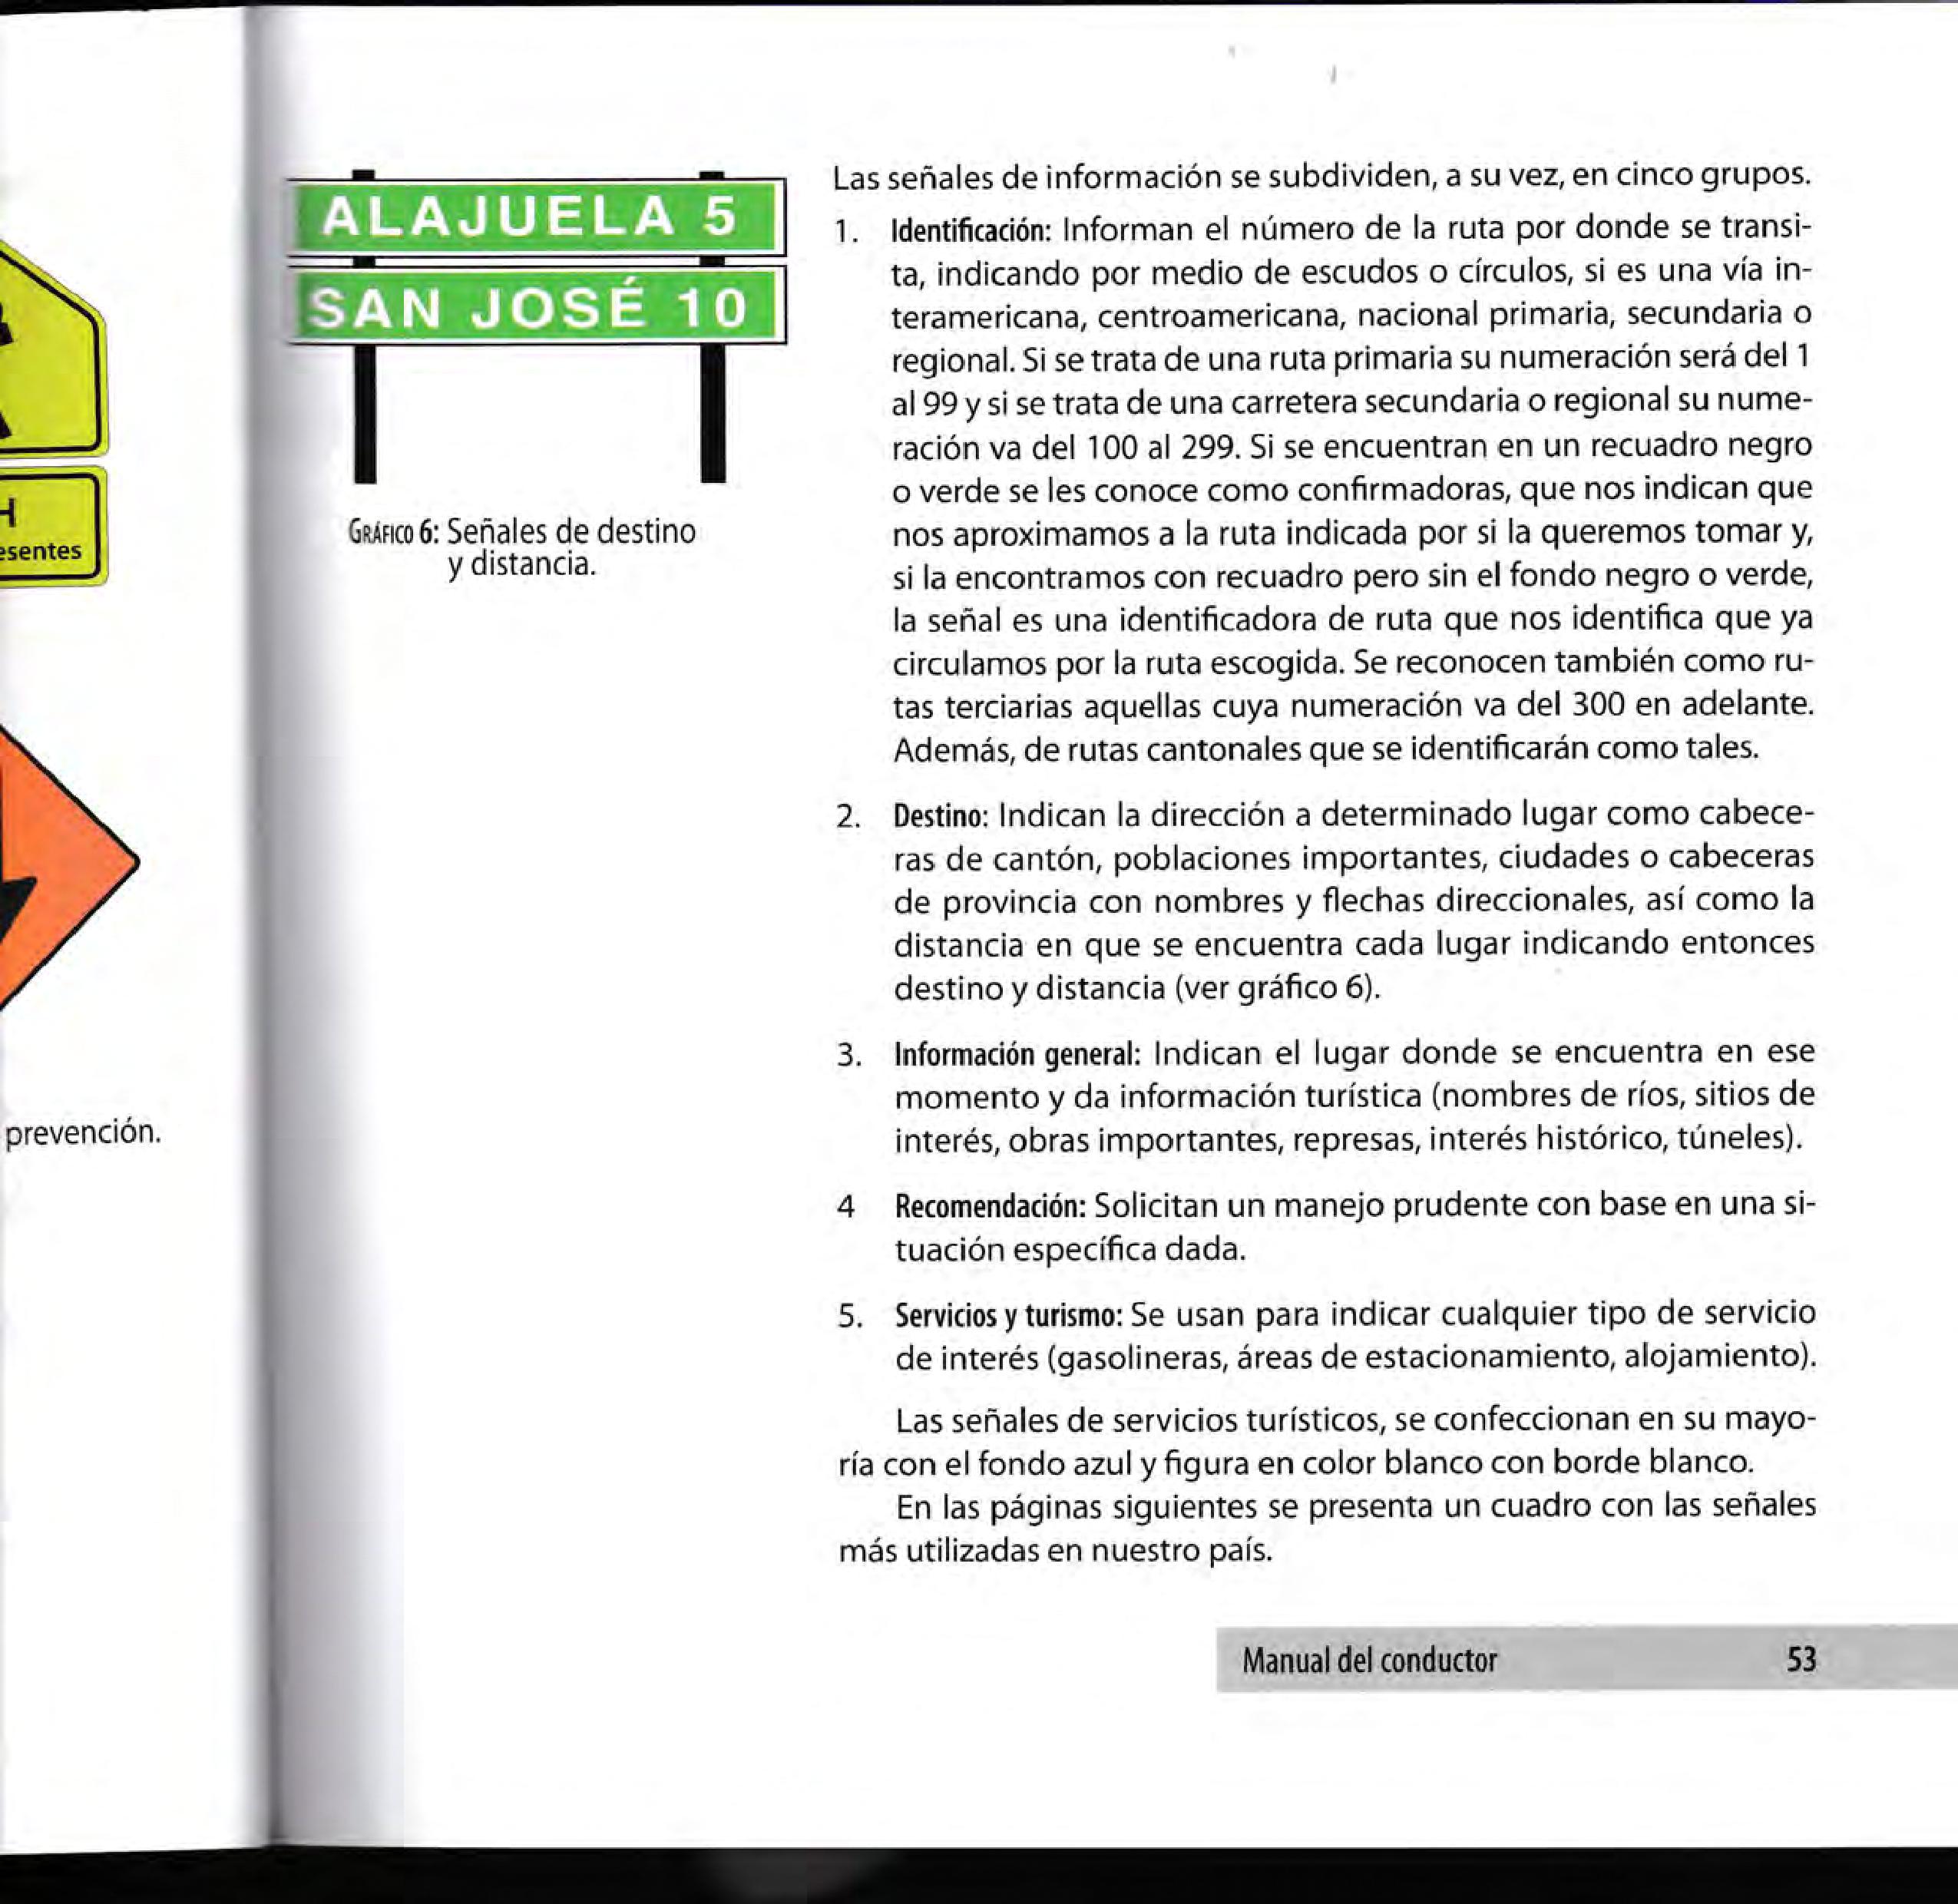 H
esentes
prevención.
ALAJUELA 5
SAN JOSÉ 10
GRÁFICO 6: Señales de destino
y distancia.
Las señales de información se subdividen, a su vez, en cinco grupos.
1. Identificación: Informan el número de la ruta por donde se transi-
ta, indicando por medio de escudos o círculos, si es una vía in-
teramericana, centroamericana, nacional primaria, secundaria o
regional. Si se trata de una ruta primaria su numeración será del 1
al 99 y si se trata de una carretera secundaria o regional su nume-
ración va del 100 al 299. Si se encuentran en un recuadro negro
o verde se les conoce como confirmadoras, que nos indican que
nos aproximamos a la ruta indicada por si la queremos tomar y,
si la encontramos con recuadro pero sin el fondo negro o verde,
la señal es una identificadora de ruta que nos identifica que ya
circulamos por la ruta escogida. Se reconocen también como ru-
tas terciarias aquellas cuya numeración va del 300 en adelante.
Además, de rutas cantonales que se identificarán como tales.
2. Destino: Indican la dirección a determinado lugar como cabece-
ras de cantón, poblaciones importantes, ciudades o cabeceras
de provincia con nombres y flechas direccionales, así como la
distancia en que se encuentra cada lugar indicando entonces
destino y distancia (ver gráfico 6).
3. Información general: Indican el lugar donde se encuentra en ese
momento y da información turística (nombres de ríos, sitios de
interés, obras importantes, represas, interés histórico, túneles).
4 Recomendación: Solicitan un manejo prudente con base en una si-
tuación específica dada.
5. Servicios y turismo: Se usan para indicar cualquier tipo de servicio
de interés (gasolineras, áreas de estacionamiento, alojamiento).
Las señales de servicios turísticos, se confeccionan en su mayo-
ría con el fondo azul y figura en color blanco con borde blanco.
En las páginas siguientes se presenta un cuadro con las señales
más utilizadas en nuestro país.
Manual del conductor 53